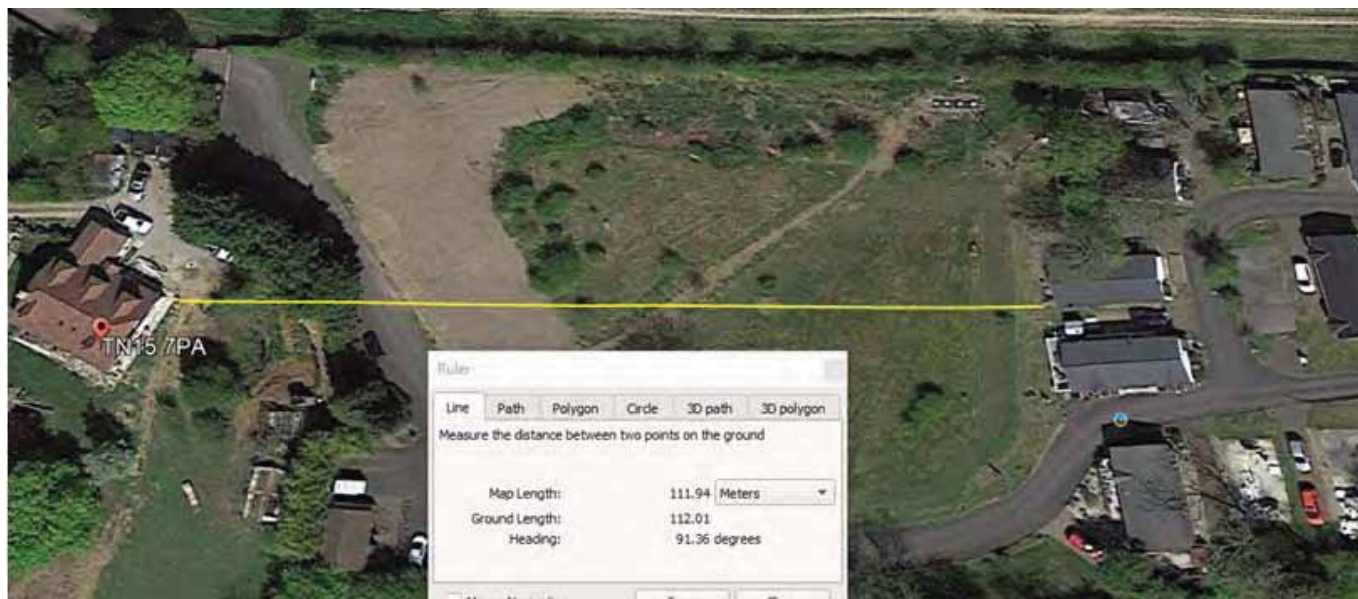 TN15 7PA
Ruler
Line Path Polygon Circle 3D path 3D polygon
Measure the distance between two points on the ground
Map Length: 111.94 Meters
Ground Length: 112.01
Heading: 91.36 degrees